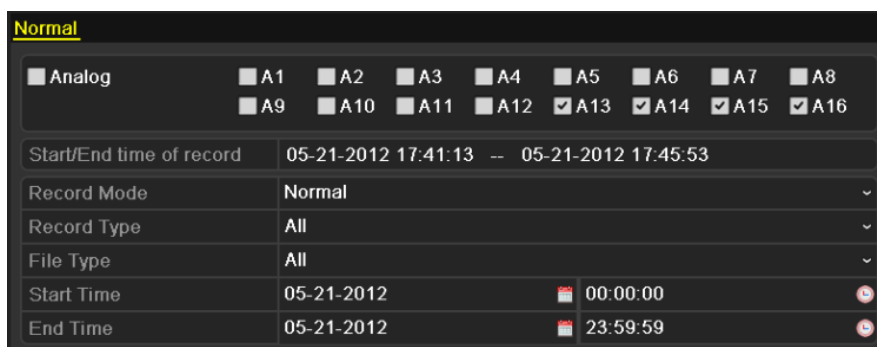 Normal
Analog A1 A2 A3 A4 A5 A6 A7 A8
A9 A10 A11 A12 A13 A14 A15 A16
Start/End time of record 05-21-2012 17:41:13 -- 05-21-2012 17:45:53
Record Mode Normal
Record Type All
File Type All
Start Time 05-21-2012 00:00:00
End Time 05-21-2012 23:59:59